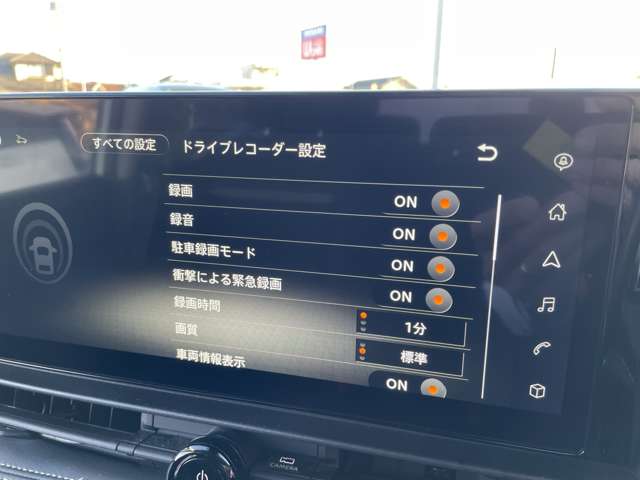 すべての設定
ドライブレコーダー設定
録画 ON
録音 ON
駐車録画モード ON
衝撃による緊急録画 ON
録画時間 1分
画質 標準
車両情報表示 ON
CAMERA